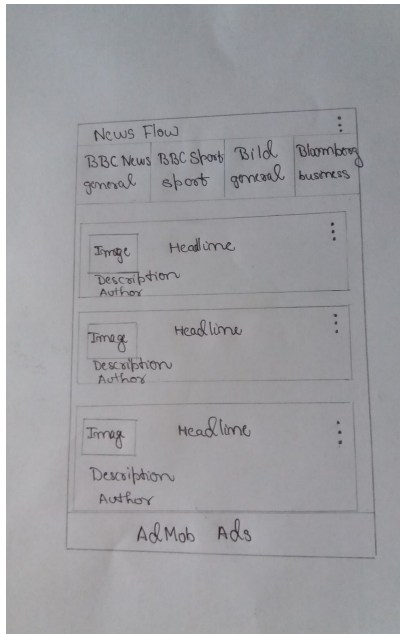 News Flow
BBC News BBC Sport Bild Bloomberg
general sport general business
Image Headline
Description
Author
Image Headline
Description
Author
Image Headline
Description
Author
AdMob Ads